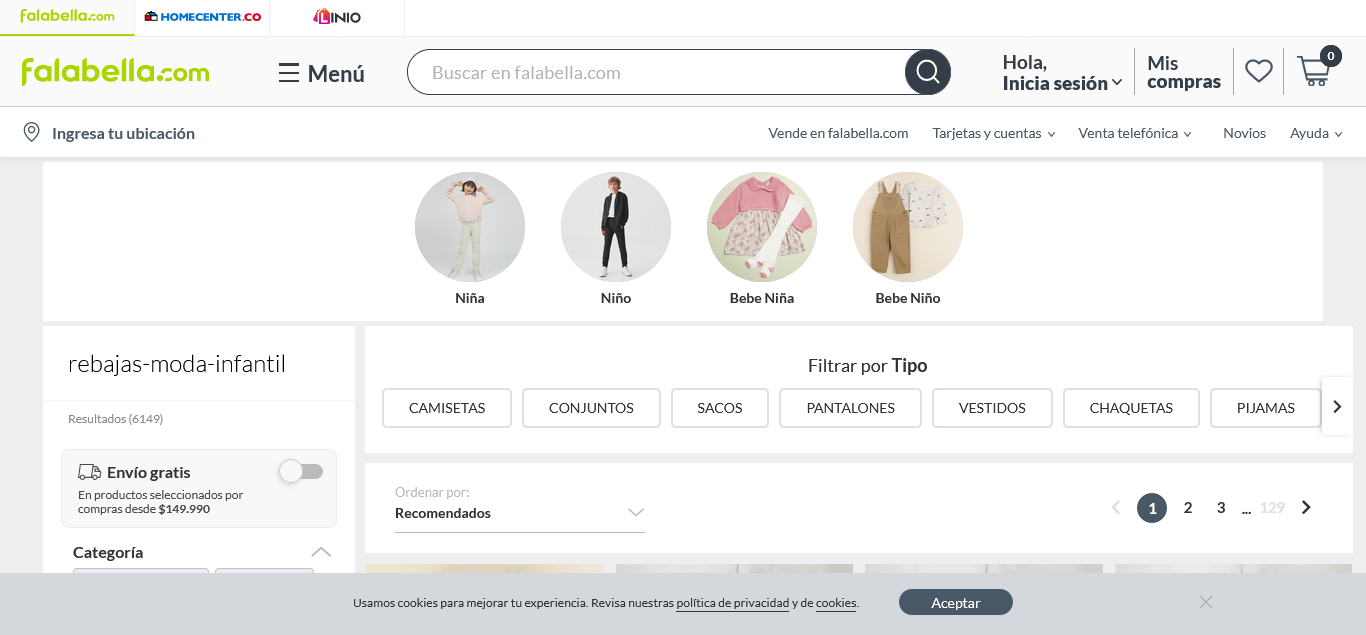 falabella.com HOMECENTER.CO LINIO
falabella.com
Menú
Buscar en falabella.com
Hola,
Inicia sesión
Mis
compras
0
Ingresa tu ubicación
Vende en falabella.com Tarjetas y cuentas Venta telefónica Novios Ayuda
Niña Niño Bebe Niña Bebe Niño
rebajas-moda-infantil
Resultados (6149)
Envío gratis
En productos seleccionados por
compras desde $149.990
Categoría
Filtrar por Tipo
CAMISETAS CONJUNTOS SACOS PANTALONES VESTIDOS CHAQUETAS PIJAMAS
Ordenar por:
Recomendados
1 2 3 ... 129
Usamos cookies para mejorar tu experiencia. Revisa nuestras política de privacidad y de cookies.
Aceptar